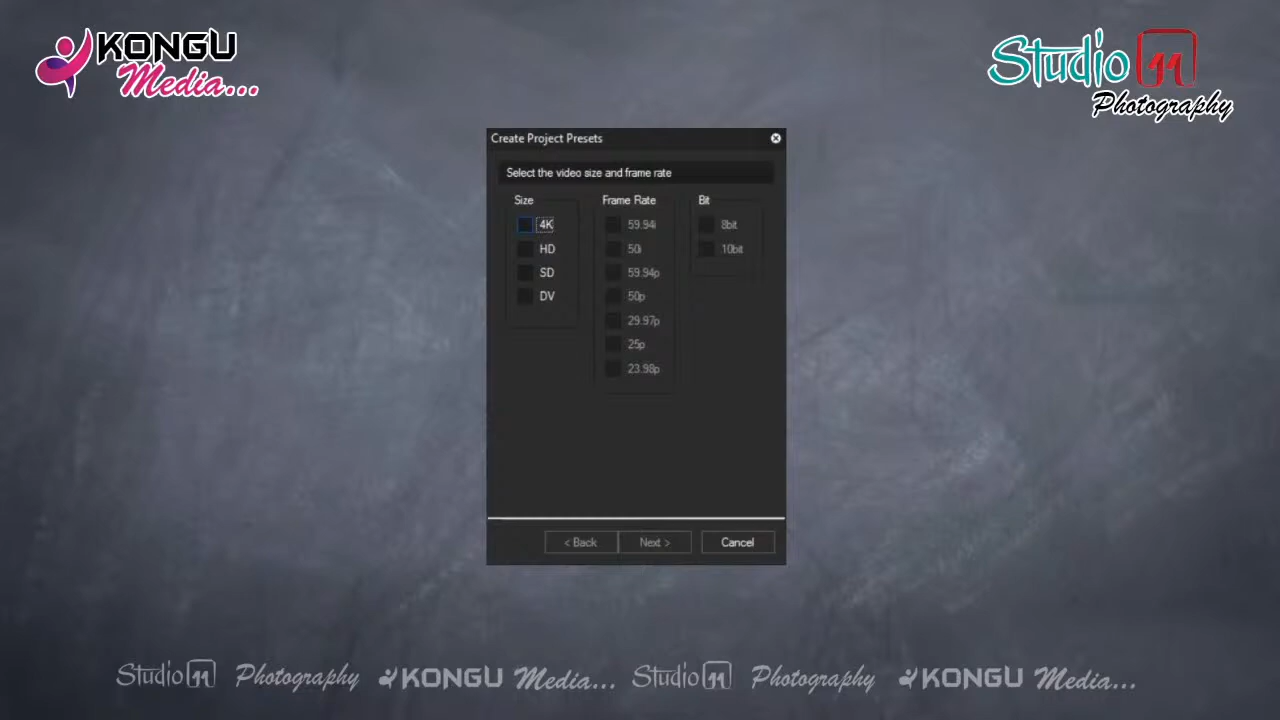 KONGU
Media...
Studio 11
Photography
Create Project Presets
Select the video size and frame rate
Size Frame Rate Bit
4K 59.94i 8bit
HD 50i 10bit
SD 59.94p
DV 50p
29.97p
25p
23.98p
< Back Next > Cancel
Studio 11 Photography KONGU Media... Studio 11 Photography KONGU Media...